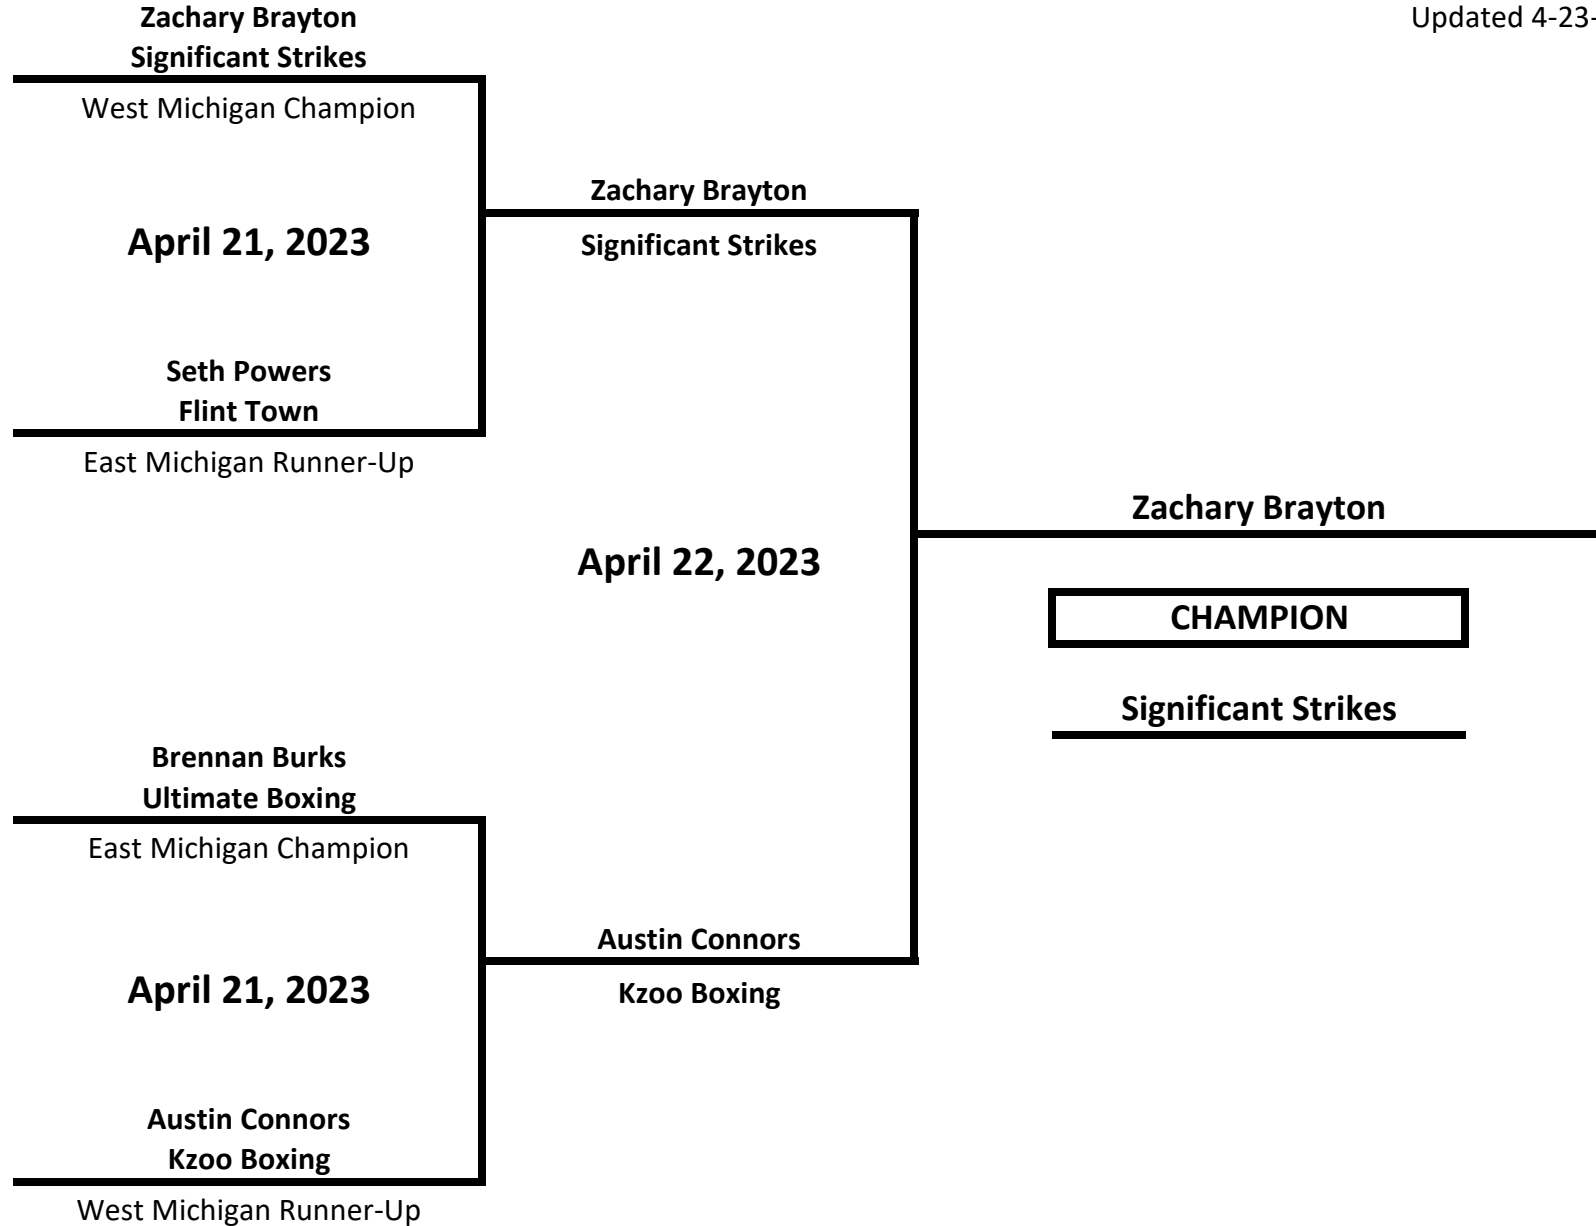 Zachary Brayton
Significant Strikes
West Michigan Champion
Updated 4-23-
April 21, 2023
Zachary Brayton
Significant Strikes
Seth Powers
Flint Town
East Michigan Runner-Up
April 22, 2023
Zachary Brayton
CHAMPION
Significant Strikes
Brennan Burks
Ultimate Boxing
East Michigan Champion
April 21, 2023
Austin Connors
Kzoo Boxing
Austin Connors
Kzoo Boxing
West Michigan Runner-Up